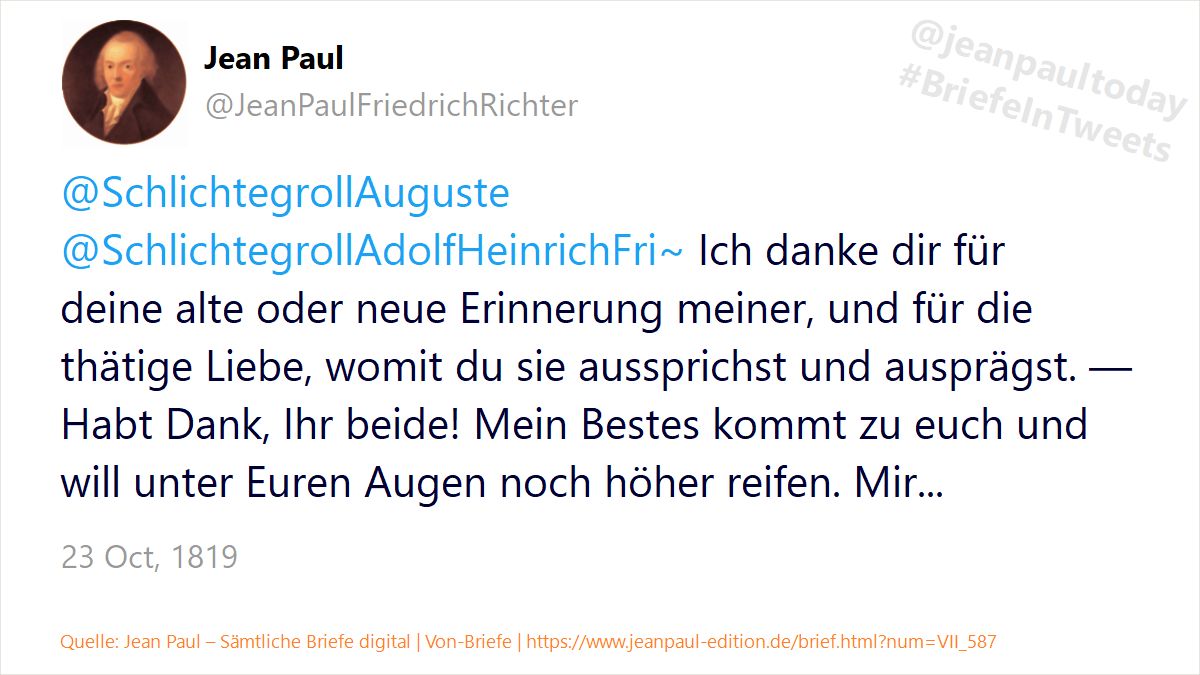 Jean Paul
@JeanPaulFriedrichRichter
@jeanpaultoday
#BriefeInTweets
@SchlichtegrollAuguste
@SchlichtegrollAdolfHeinrichFri~ Ich danke dir für
deine alte oder neue Erinnerung meiner, und für die
thätige Liebe, womit du sie aussprichst und ausprägst. —
Habt Dank, Ihr beide! Mein Bestes kommt zu euch und
will unter Euren Augen noch höher reifen. Mir...
23 Oct, 1819
Quelle: Jean Paul – Sämtliche Briefe digital | Von-Briefe | https://www.jeanpaul-edition.de/brief.html?num=VII_587